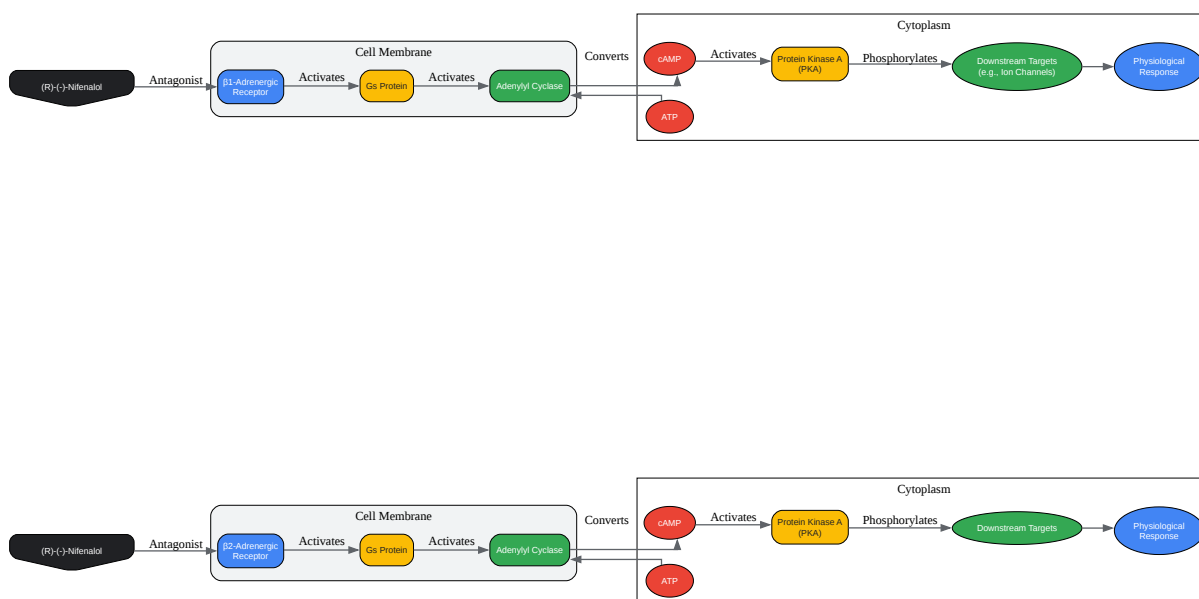 Cytoplasm
Cell Membrane
Converts
(R)-(-)-Nifenalol
Antagonist
β1-Adrenergic
Receptor
Activates
Gs Protein
Activates
Adenylyl Cyclase
cAMP
ATP
Activates
Protein Kinase A
(PKA)
Phosphorylates
Downstream Targets
(e.g., Ion Channels)
Physiological
Response
Cytoplasm
Cell Membrane
Converts
(R)-(-)-Nifenalol
Antagonist
β2-Adrenergic
Receptor
Activates
Gs Protein
Activates
Adenylyl Cyclase
cAMP
ATP
Activates
Protein Kinase A
(PKA)
Phosphorylates
Downstream Targets
Physiological
Response